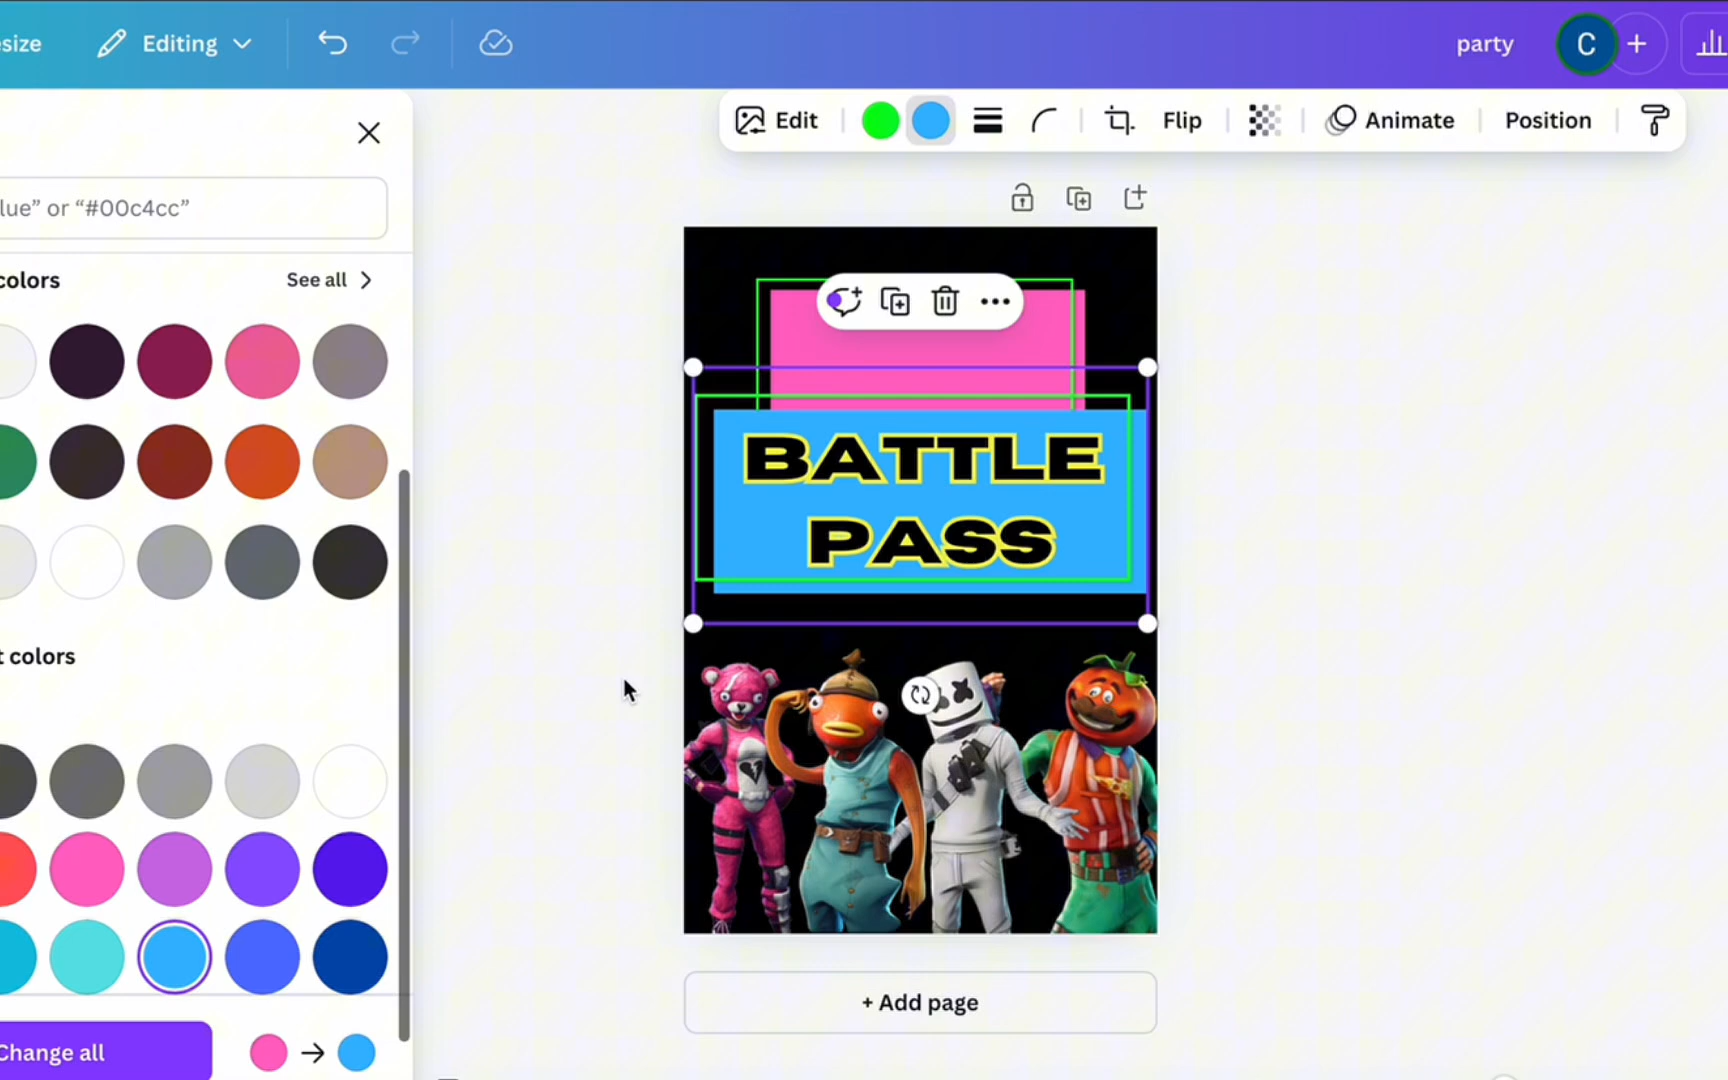 size
Editing
party
C
+
Edit
Flip
Animate
Position
lue” or “#00c4cc”
colors
See all
BATTLE
PASS
t colors
Change all
+ Add page